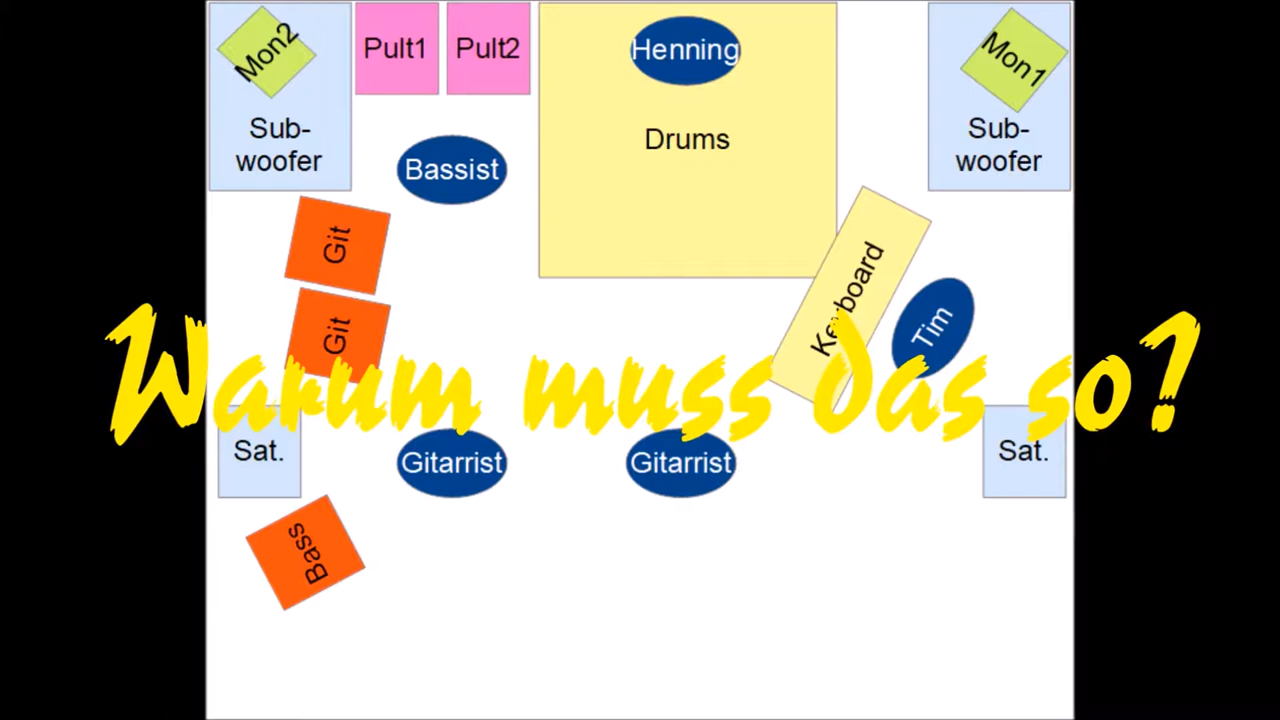 Mon2
Pult1
Pult2
Henning
Mon1
Sub-
woofer
Drums
Sub-
woofer
Bassist
Git
Keyboard
Tim
Git
Warum muss das so?
Sat.
Gitarrist
Gitarrist
Sat.
Bass